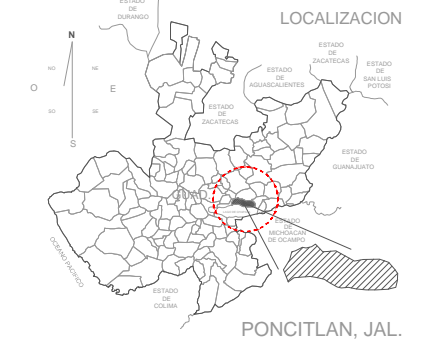 ESTADO
DE
DURANGO
LOCALIZACION
N
NO
NE
O
E
SO
SE
S
ESTADO
DE
ZACATECAS
ESTADO
DE
SAN LUIS
POTOSI
ESTADO
DE
AGUASCALIENTES
ESTADO
DE
ZACATECAS
ESTADO
DE
GUANAJUATO
ESTADO
DE
MICHOACAN
DE OCAMPO
OCEANO PACIFICO
ESTADO
DE
COLIMA
PONCITLAN, JAL.